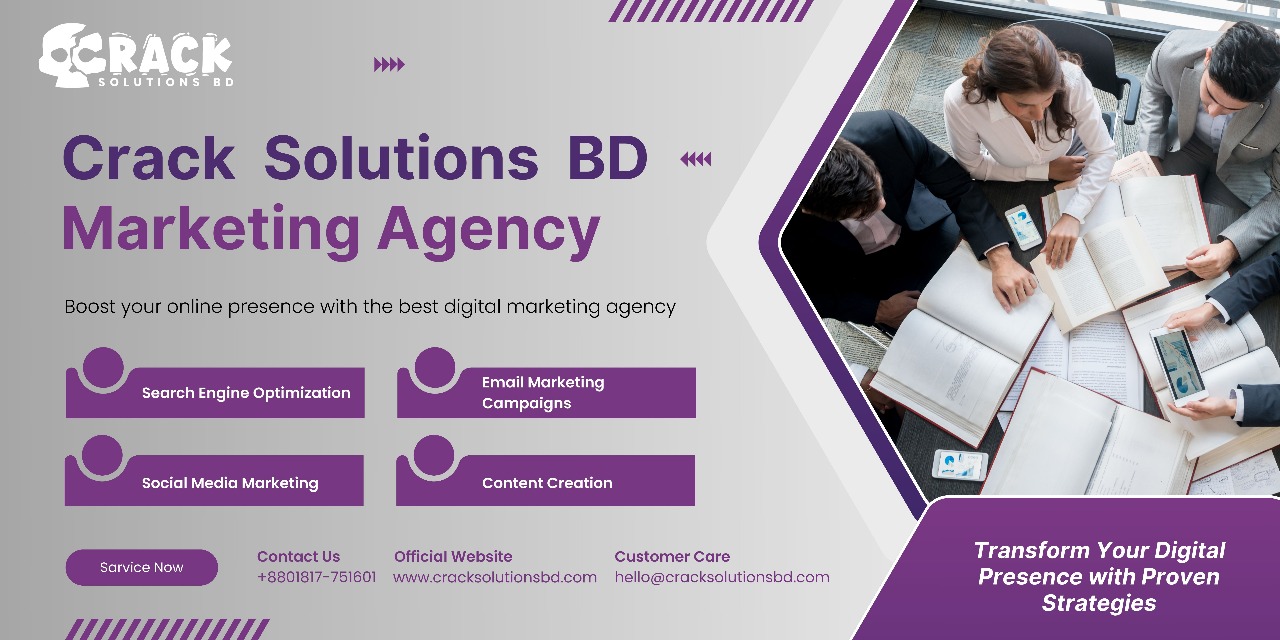 CRACK
SOLUTIONS BD
Crack Solutions BD
Marketing Agency
Boost your online presence with the best digital marketing agency
Search Engine Optimization
Email Marketing
Campaigns
Social Media Marketing
Content Creation
Sarvice Now
Contact Us
+8801817-751601
Official Website
www.cracksolutionsbd.com
Customer Care
hello@cracksolutionsbd.com
Transform Your Digital
Presence with Proven
Strategies